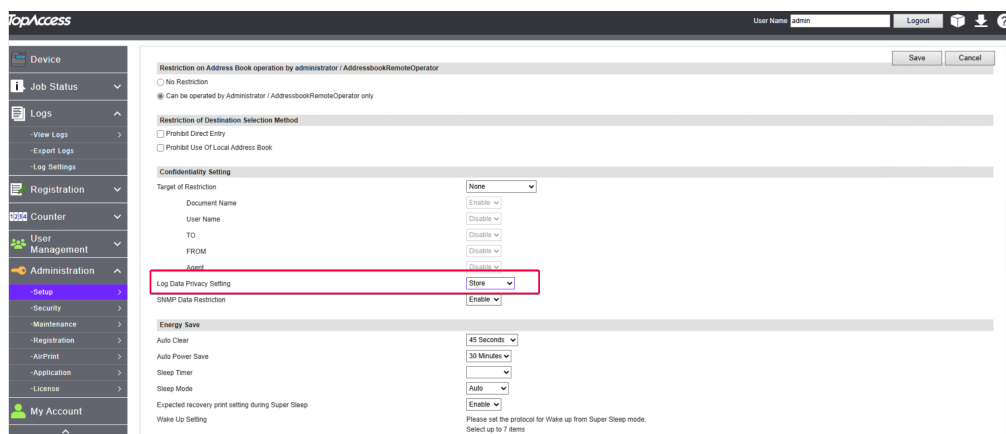 TopAccess
User Name admin Logout
Device
Job Status
Logs
-View Logs
-Export Logs
-Log Settings
Registration
1234 Counter
User Management
Administration
-Setup
-Security
-Maintenance
-Registration
-AirPrint
-Application
-License
My Account
Save Cancel
Restriction on Address Book operation by administrator / AddressbookRemoteOperator
No Restriction
Can be operated by Administrator / AddressbookRemoteOperator only
Restriction of Destination Selection Method
Prohibit Direct Entry
Prohibit Use Of Local Address Book
Confidentiality Setting
Target of Restriction None
Document Name Enable
User Name Disable
TO Disable
FROM Disable
Agent Disable
Log Data Privacy Setting Store
SNMP Data Restriction Enable
Energy Save
Auto Clear 45 Seconds
Auto Power Save 30 Minutes
Sleep Timer
Sleep Mode Auto
Expected recovery print setting during Super Sleep Enable
Wake Up Setting Please set the protocol for Wake up from Super Sleep mode.
Select up to 7 items